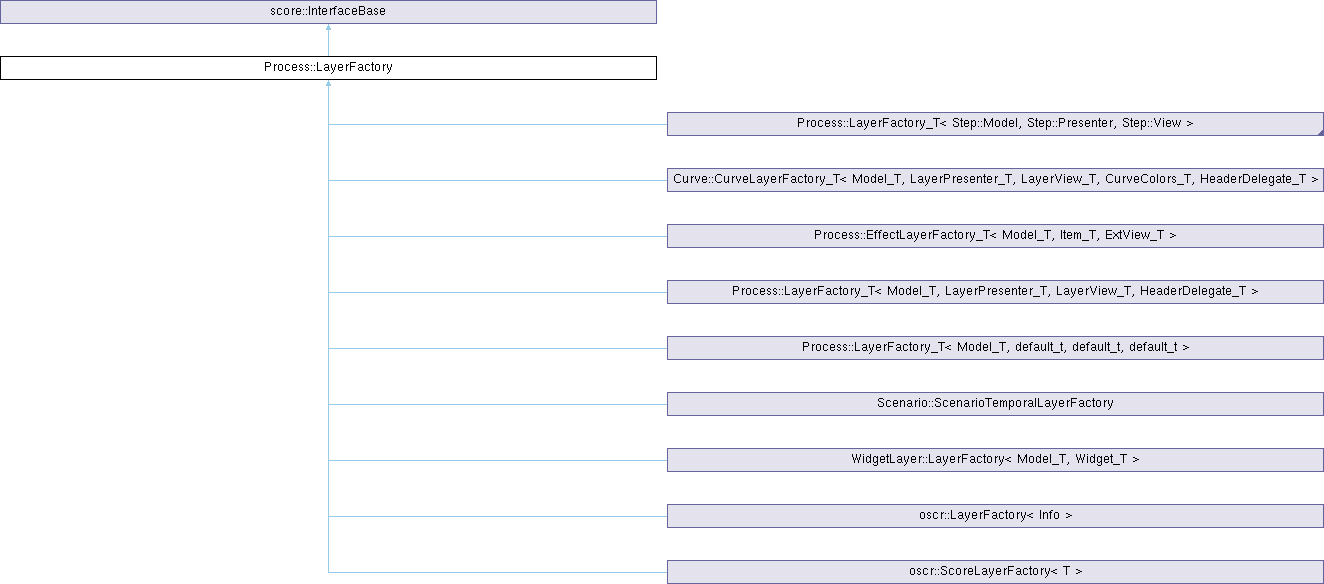 score::InterfaceBase
Process::LayerFactory
Process::LayerFactory_T< Step::Model, Step::Presenter, Step::View >
Curve::CurveLayerFactory_T< Model_T, LayerPresenter_T, LayerView_T, CurveColors_T, HeaderDelegate_T >
Process::EffectLayerFactory_T< Model_T, Item_T, ExtView_T >
Process::LayerFactory_T< Model_T, LayerPresenter_T, LayerView_T, HeaderDelegate_T >
Process::LayerFactory_T< Model_T, default_t, default_t, default_t >
Scenario::ScenarioTemporalLayerFactory
WidgetLayer::LayerFactory< Model_T, Widget_T >
oscr::LayerFactory< Info >
oscr::ScoreLayerFactory< T >